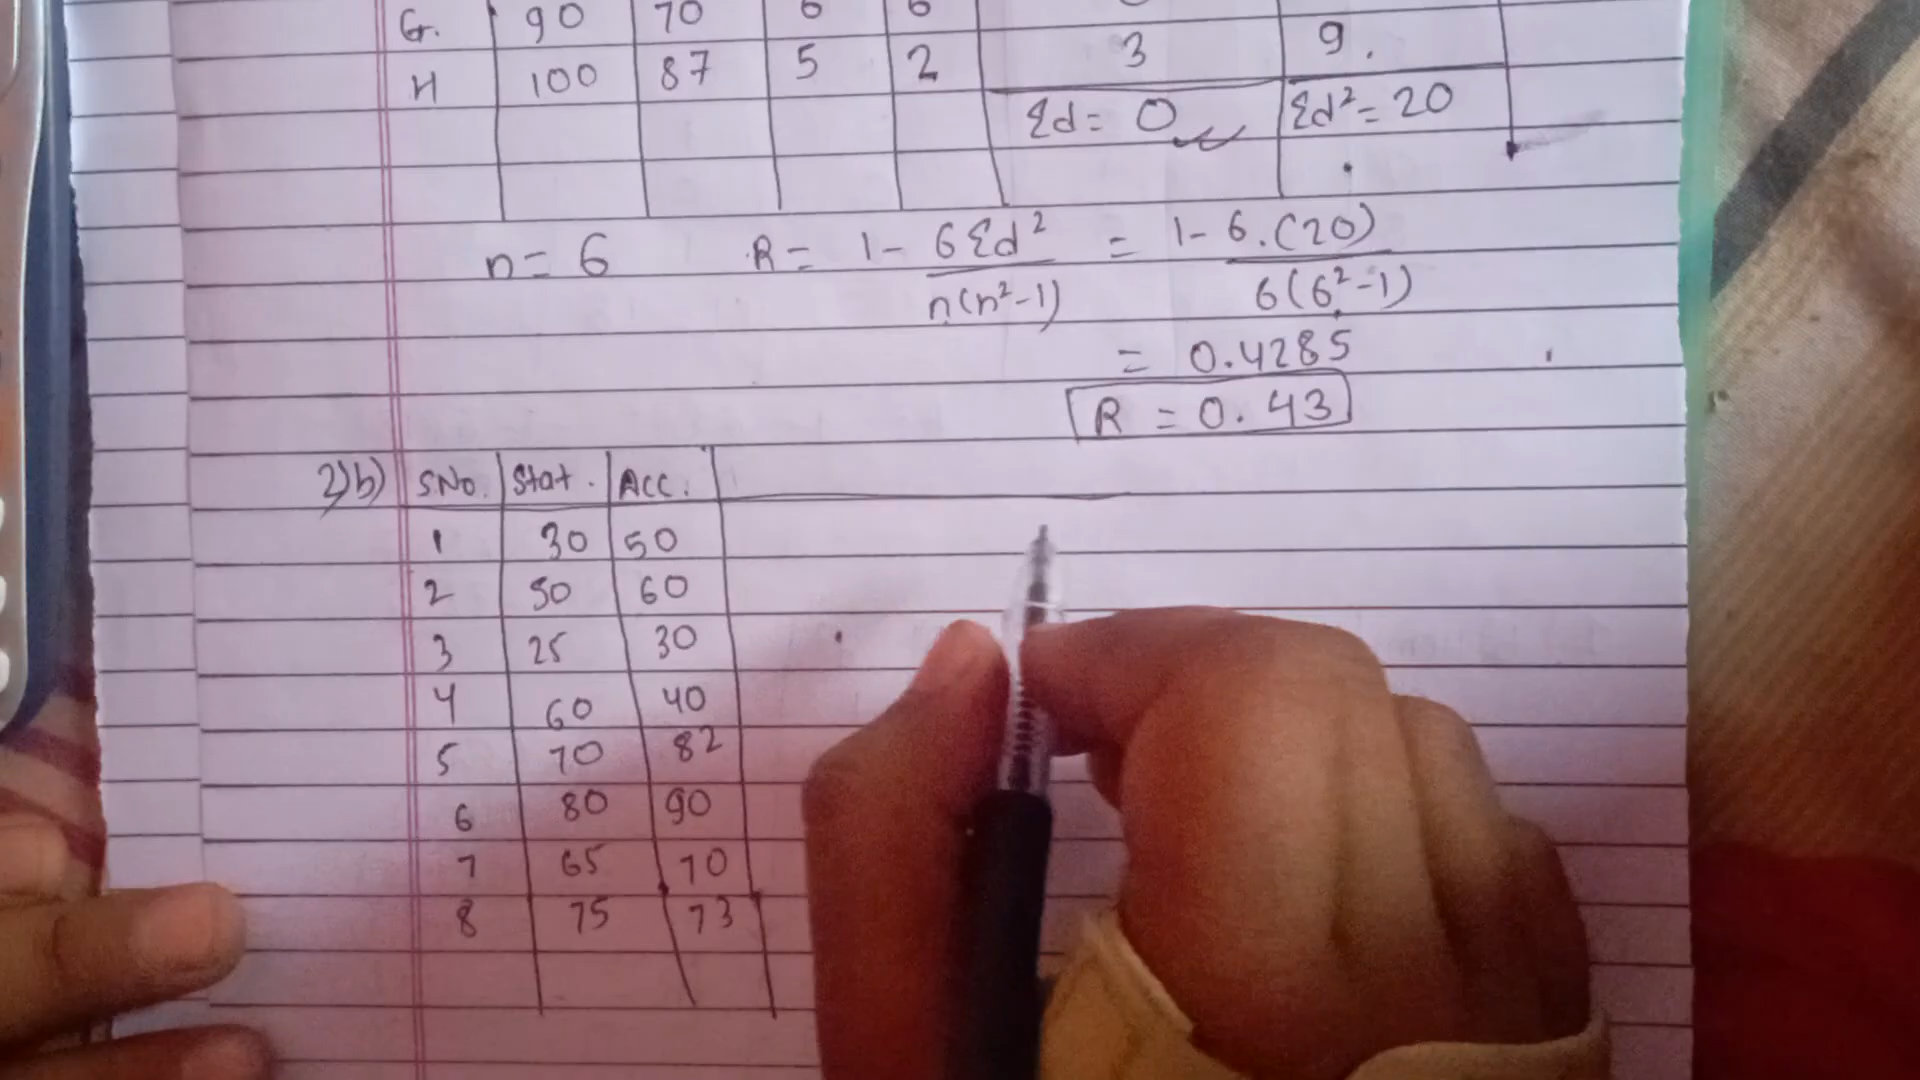 G. 90 70 6 6
H 100 87 5 2 3 9.
Σd = 0 Σd² = 20
n = 6 R = 1 - 6Σd² / n(n²-1) = 1 - 6.(20) / 6(6²-1)
= 0.4285
R = 0.43
2)b) SNo. Stat. Acc.
1 30 50
2 50 60
3 25 30
4 60 40
5 70 82
6 80 90
7 65 70
8 75 73